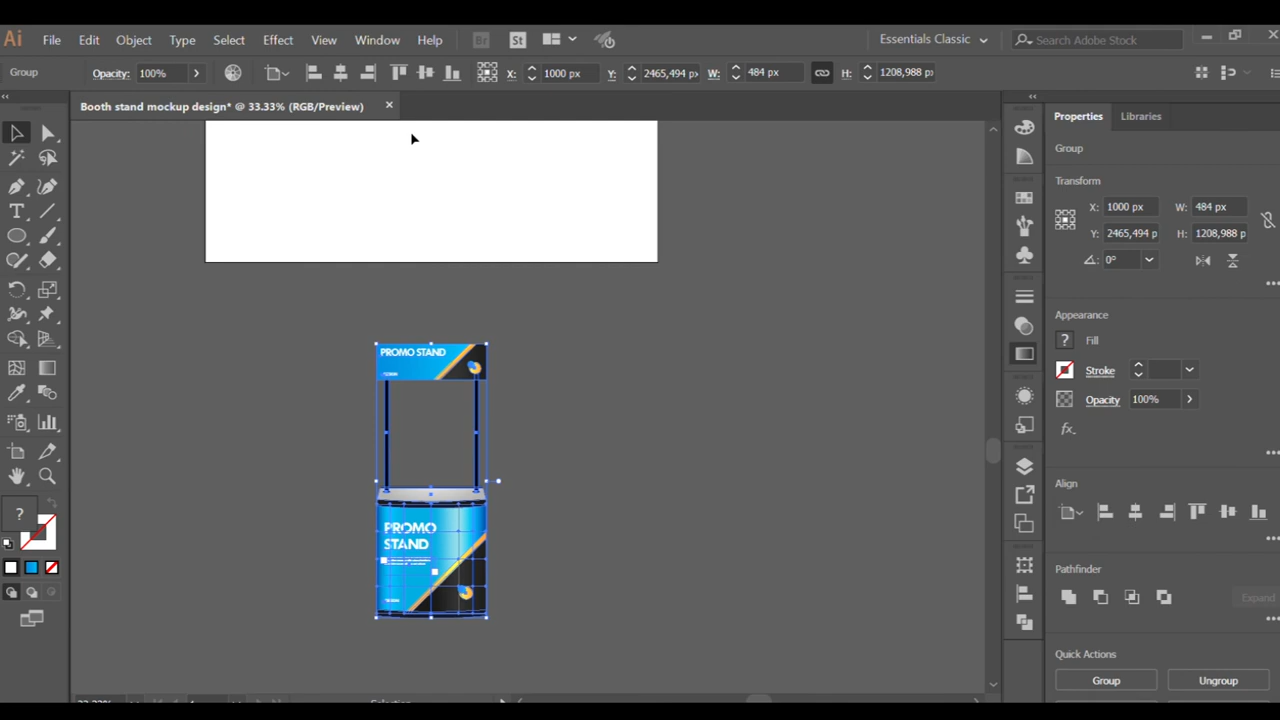 Ai File Edit Object Type Select Effect View Window Help Br St Essentials Classic Search Adobe Stock
Group Opacity: 100% X: 1000 px Y: 2465,494 px W: 484 px H: 1208,988 px
Booth stand mockup design* @ 33.33% (RGB/Preview)
Properties Libraries
Group
Transform
X: 1000 px W: 484 px
Y: 2465,494 p H: 1208,988 p
0°
Appearance
? Fill
Stroke
Opacity 100%
fx
Align
Pathfinder
Expand
Quick Actions
Group Ungroup
PROMO STAND
PROMO
STAND
?